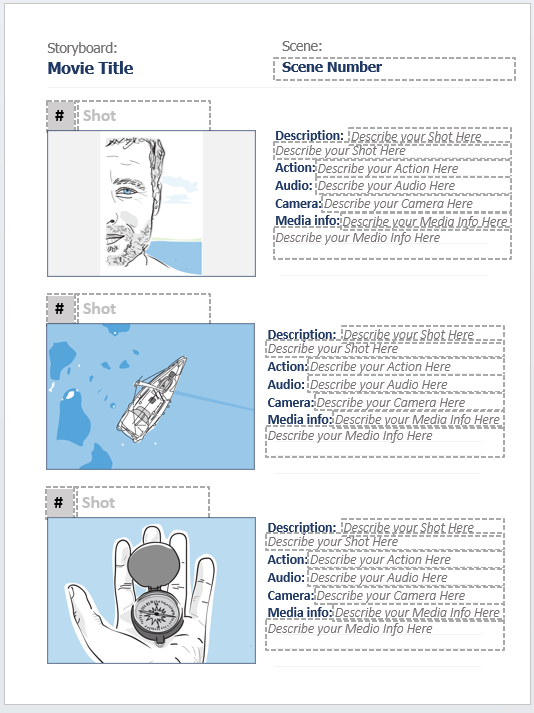 Storyboard:
Movie Title
Scene:
Scene Number
# Shot
Description: Describe your Shot Here
Describe your Shot Here
Action: Describe your Action Here
Audio: Describe your Audio Here
Camera: Describe your Camera Here
Media info: Describe your Media Info Here
Describe your Medio Info Here
# Shot
Description: Describe your Shot Here
Describe your Shot Here
Action: Describe your Action Here
Audio: Describe your Audio Here
Camera: Describe your Camera Here
Media info: Describe your Media Info Here
Describe your Medio Info Here
# Shot
Description: Describe your Shot Here
Describe your Shot Here
Action: Describe your Action Here
Audio: Describe your Audio Here
Camera: Describe your Camera Here
Media info: Describe your Media Info Here
Describe your Medio Info Here